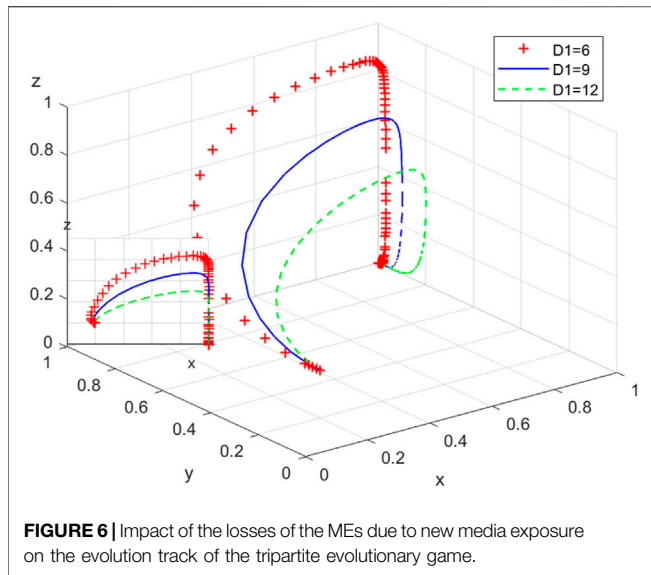 z
1
0.8
0.6
0.4
0.2
0
z
x
1
0.8
0.6
0.4
0.2
0
y
0
0.2
0.4
0.6
0.8
1
x
D1=6
D1=9
D1=12
FIGURE 6 | Impact of the losses of the MEs due to new media exposure
on the evolution track of the tripartite evolutionary game.